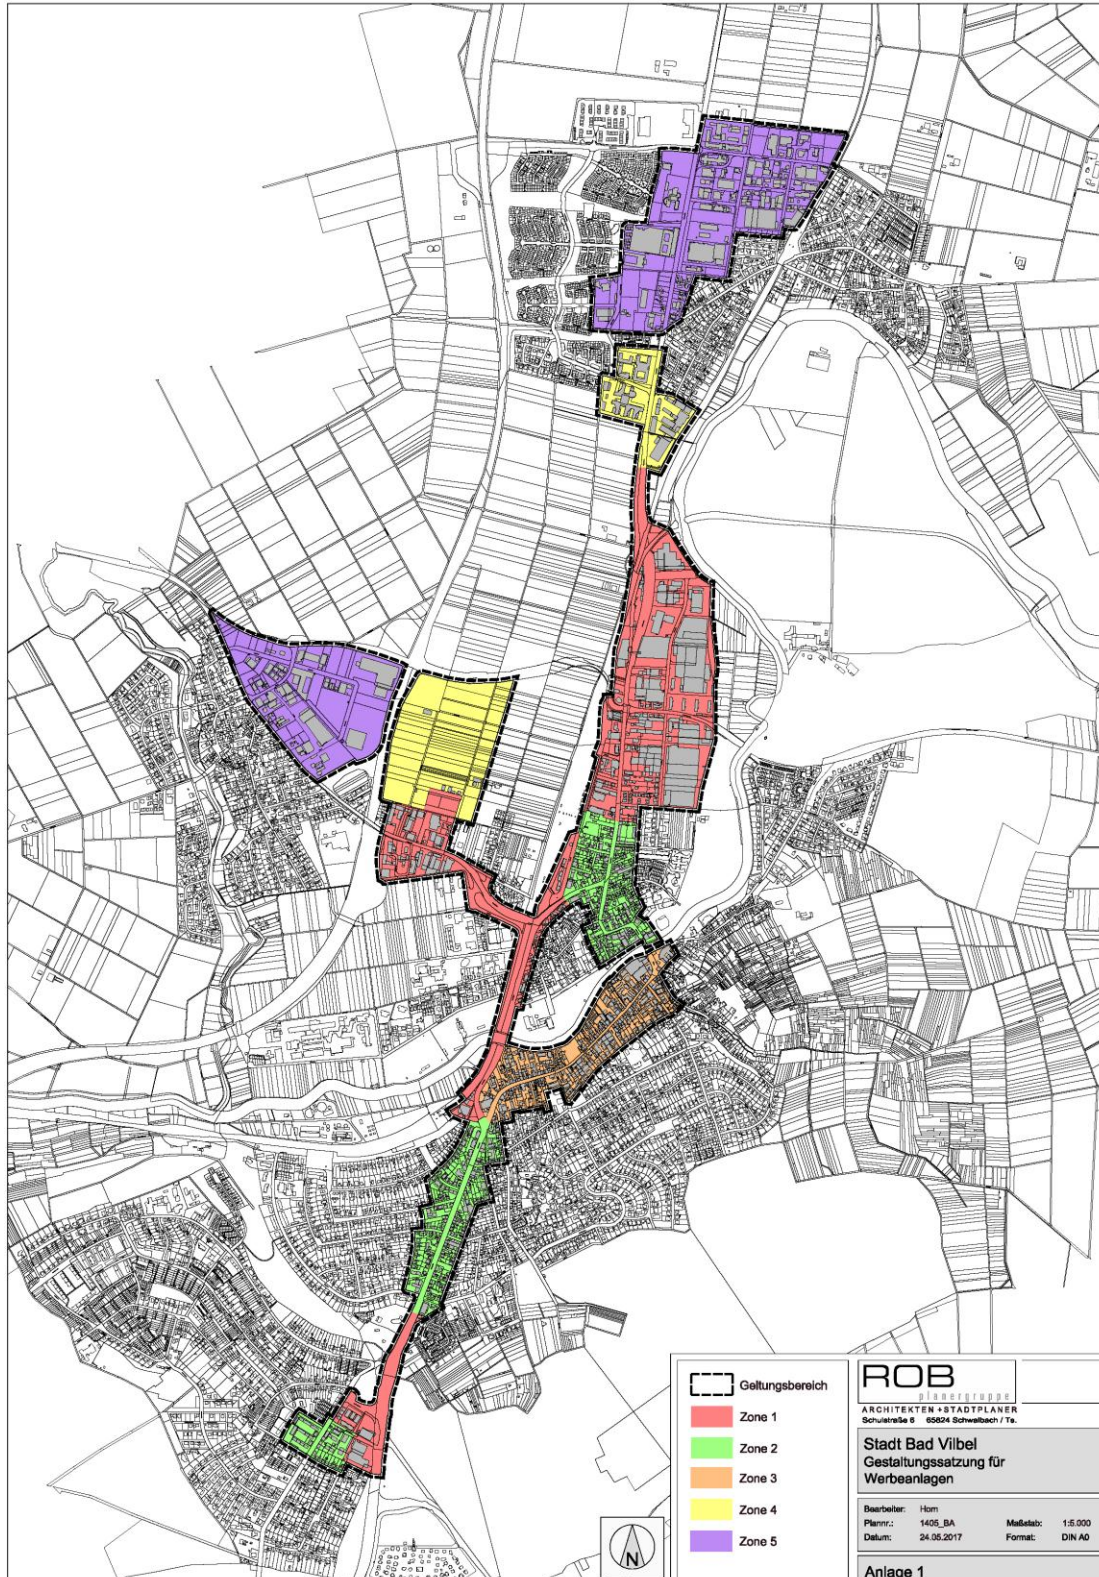 Geltungsbereich
Zone 1
Zone 2
Zone 3
Zone 4
Zone 5
N
ROB
planergruppe
ARCHITEKTEN + STADTPLANER
Schulstraße 6 65824 Schwalbach / Ts.
Stadt Bad Vilbel
Gestaltungssatzung für
Werbeanlagen
Bearbeiter: Horn
Plannr.: 1405_BA Maßstab: 1:5.000
Datum: 24.05.2017 Format: DIN A0
Anlage 1